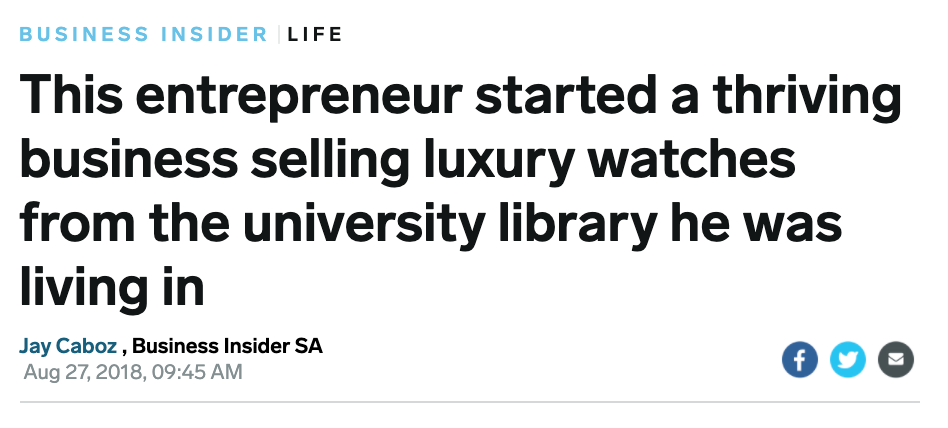 BUSINESS INSIDER | LIFE
This entrepreneur started a thriving
business selling luxury watches
from the university library he was
living in
Jay Caboz , Business Insider SA
Aug 27, 2018, 09:45 AM